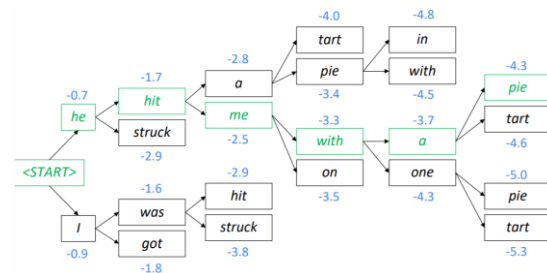 -4.0 -4.8
tart in
-2.8
-1.7 a pie with -4.3
-0.7 hit -3.4 -4.5 pie
he me -3.3 -3.7
struck -2.5 with a tart
<START> -2.9 on one -4.6
-1.6 -2.9 -3.5 -4.3 -5.0
was hit pie
I
-0.9 got struck tart
-1.8 -3.8 -5.3